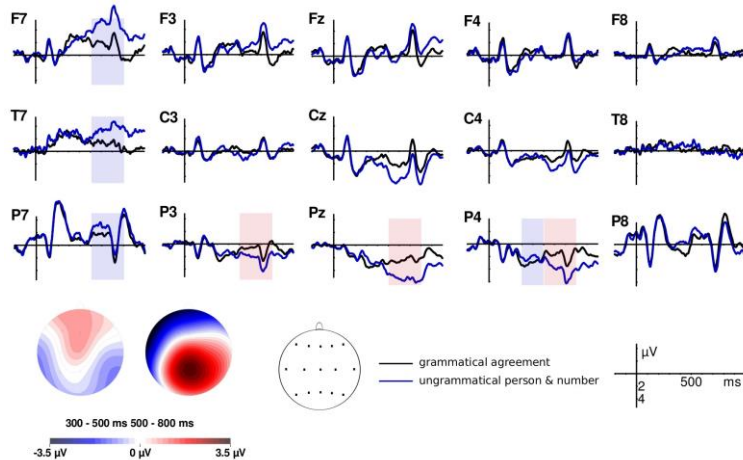 F7 F3 Fz F4 F8
T7 C3 Cz C4 T8
P7 P3 Pz P4 P8
grammatical agreement
ungrammatical person & number
µV
500 ms
2
4
300 - 500 ms 500 - 800 ms
-3.5 µV 0 µV 3.5 µV